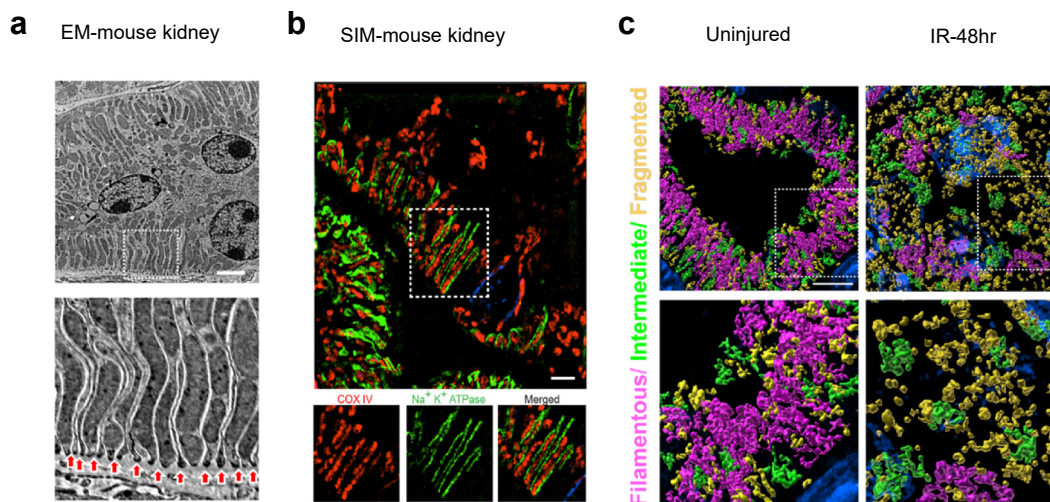 a
EM-mouse kidney
b
SIM-mouse kidney
COX IV
Na+ K+ ATPase
Merged
c
Uninjured
IR-48hr
Filamentous/ Intermediate/ Fragmented